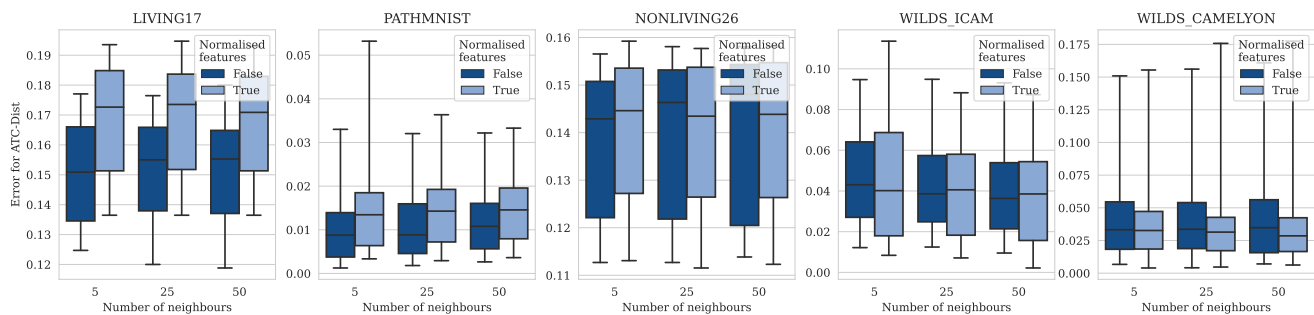 LIVING17
PATHMNIST
NONLIVING26
WILDS_ICAM
WILDS_CAMELYON
Error for ATC-Dist
0.19
0.18
0.17
0.16
0.15
0.14
0.13
0.12
Normalised
features
False
True
5
25
50
Number of neighbours
0.05
0.04
0.03
0.02
0.01
0.00
Normalised
features
False
True
5
25
50
Number of neighbours
0.16
0.15
0.14
0.13
0.12
0.11
Normalised
features
False
True
5
25
50
Number of neighbours
0.10
0.08
0.06
0.04
0.02
0.00
Normalised
features
False
True
5
25
50
Number of neighbours
0.175
0.150
0.125
0.100
0.075
0.050
0.025
0.000
Normalised
features
False
True
5
25
50
Number of neighbours